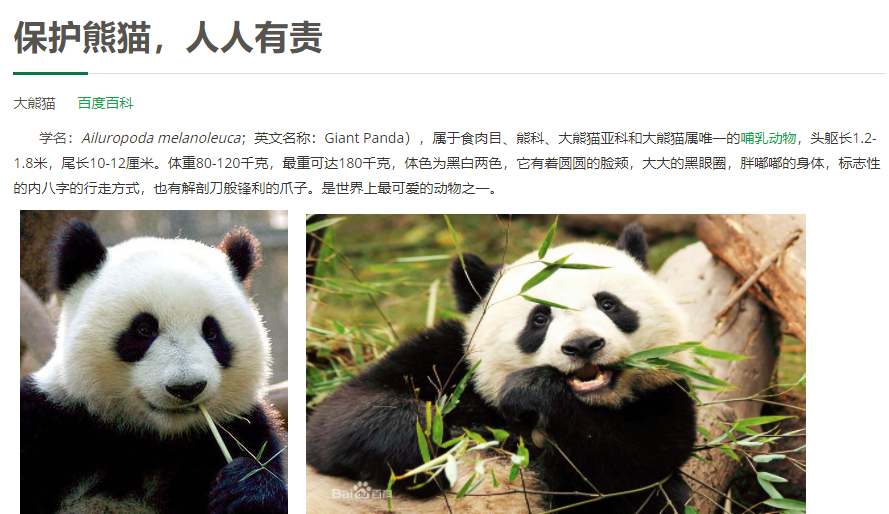 保护熊猫，人人有责
大熊猫 百度百科
学名：Ailuropoda melanoleuca；英文名称：Giant Panda），属于食肉目、熊科、大熊猫亚科和大熊猫属唯一的哺乳动物，头躯长1.2-
1.8米，尾长10-12厘米。体重80-120千克，最重可达180千克，体色为黑白两色，它有着圆圆的脸颊，大大的黑眼圈，胖嘟嘟的身体，标志性
的内八字的行走方式，也有解剖刀般锋利的爪子。是世界上最可爱的动物之一。
Bai百科